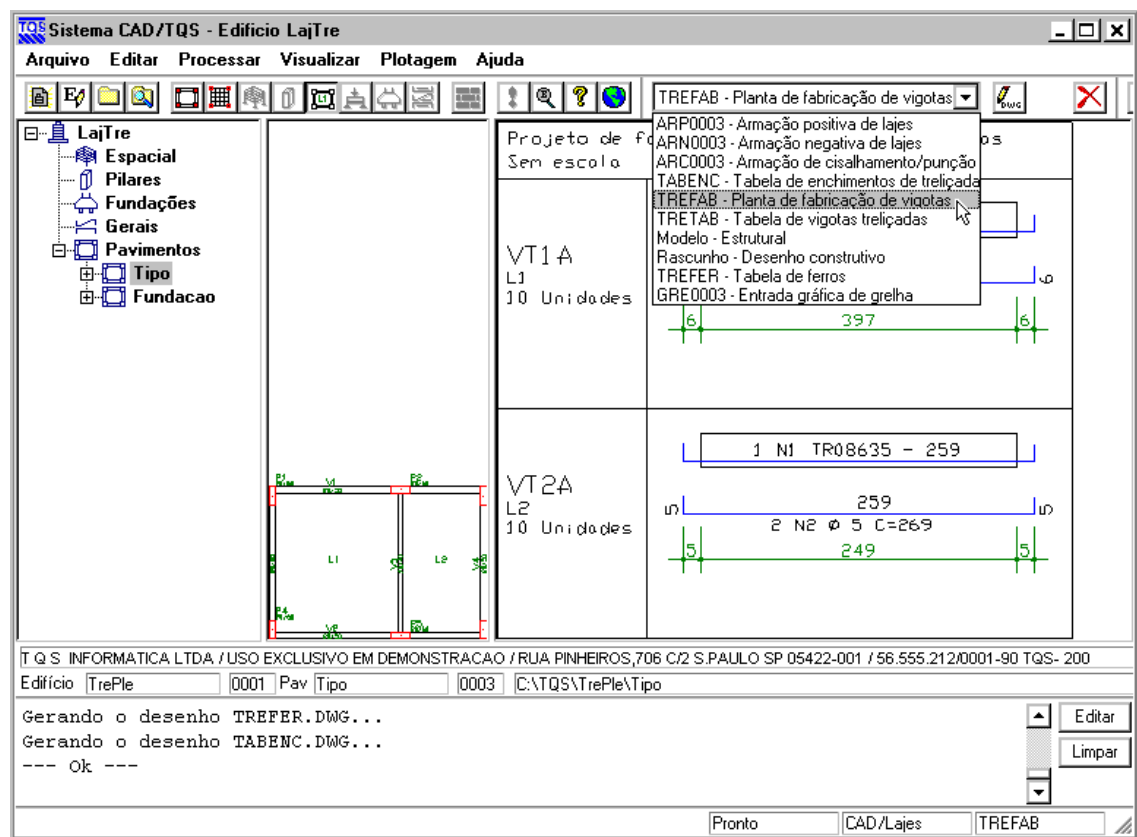 TQS Sistema CAD/TQS - Edificio LajTre
Arquivo Editar Processar Visualizar Plotagem Ajuda
TREFAB - Planta de fabricação de vigotas
DWG
ARP0003 - Armação positiva de lajes
ARN0003 - Armação negativa de lajes
ARC0003 - Armação de cisalhamento/punção
TABENC - Tabela de enchimentos de treliçada
TREFAB - Planta de fabricação de vigotas
TRETAB - Tabela de vigotas treliçadas
Modelo - Estrutural
Rascunho - Desenho construtivo
TREFER - Tabela de ferros
GRE0003 - Entrada gráfica de grelha
LajTre
Espacial
Pilares
Fundações
Gerais
Pavimentos
Tipo
Fundacao
Projeto de
Sem escala
VT1A
L1
10 Unidades
6
6 397 6
VT2A
L2
10 Unidades
1 N1 TR08635 - 259
5 259 5
2 N2 Ø 5 C=269
5 249 5
L1 L2
T Q S INFORMATICA LTDA / USO EXCLUSIVO EM DEMONSTRACAO / RUA PINHEIROS,706 C/2 S.PAULO SP 05422-001 / 56.555.212/0001-90 TQS- 200
Edifício TrePle 0001 Pav Tipo 0003 C:\TQS\TrePle\Tipo
Gerando o desenho TREFER.DWG...
Gerando o desenho TABENC.DWG...
--- Ok ---
Editar
Limpar
Pronto CAD/Lajes TREFAB